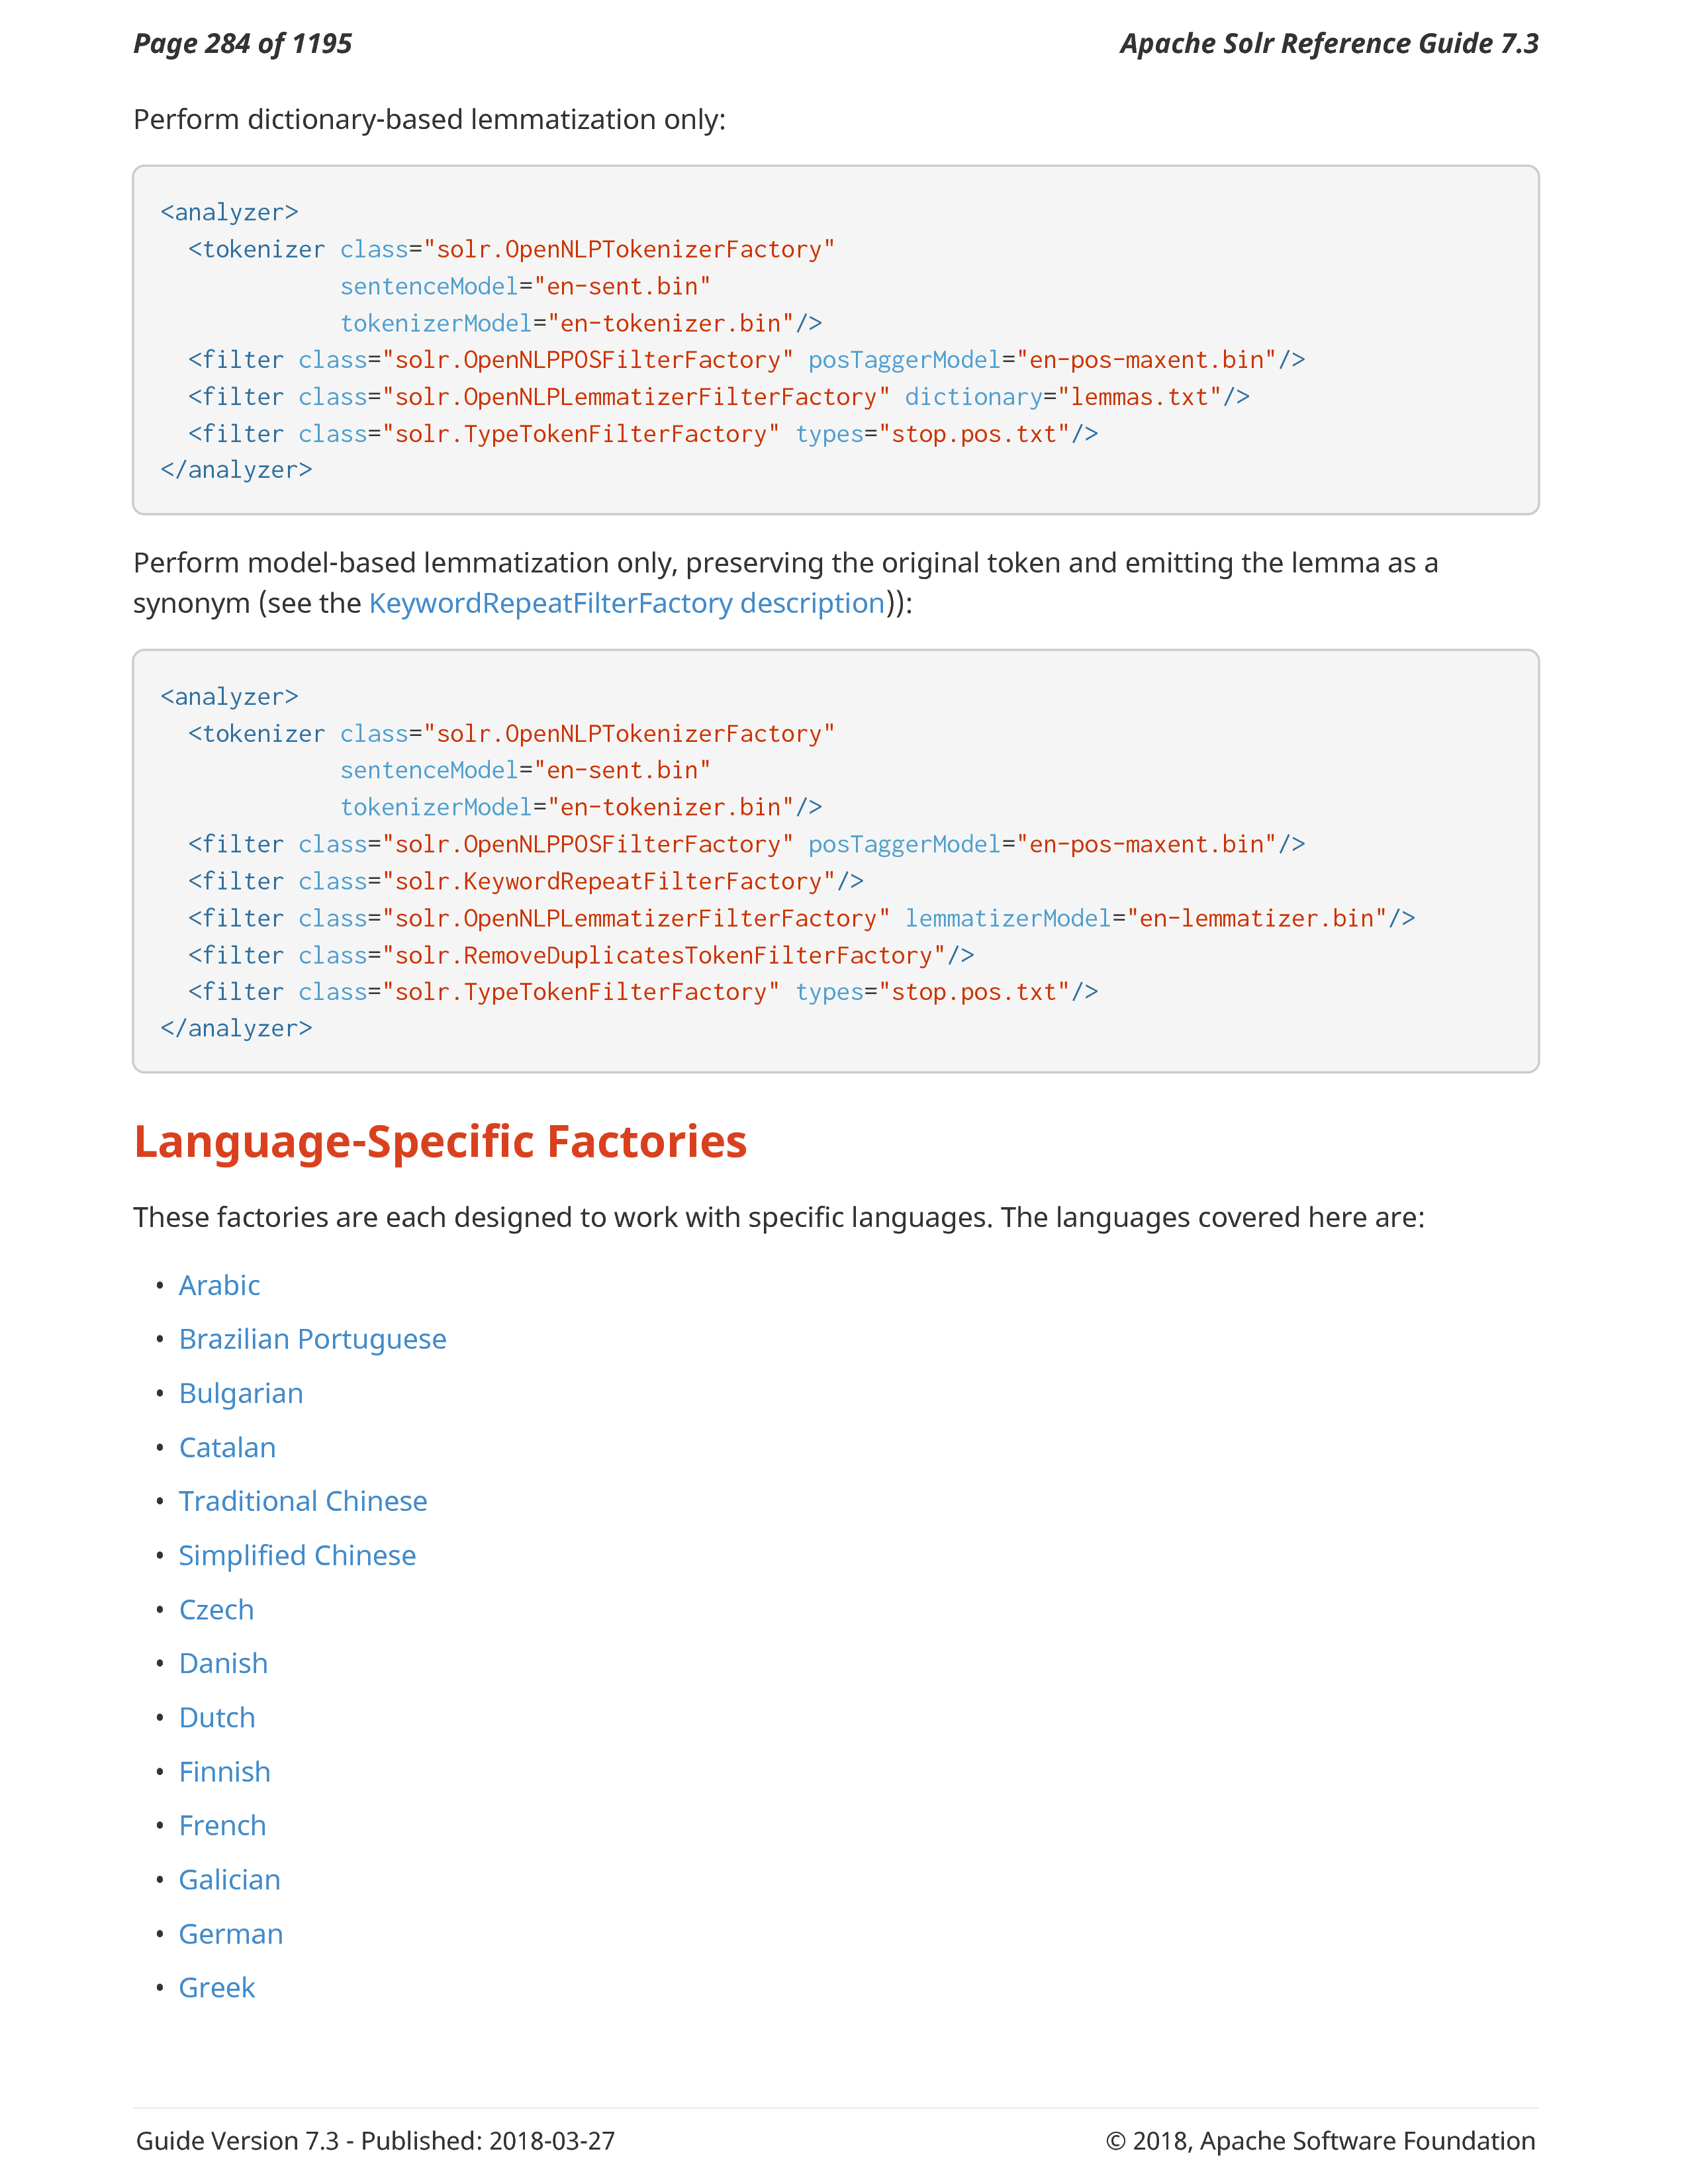 Page 284 of 1195
Apache Solr Reference Guide 7.3
Perform dictionary-based lemmatization only:
<analyzer>
  <tokenizer class="solr.OpenNLPTokenizerFactory"
             sentenceModel="en-sent.bin"
             tokenizerModel="en-tokenizer.bin"/>
  <filter class="solr.OpenNLPPOSFilterFactory" posTaggerModel="en-pos-maxent.bin"/>
  <filter class="solr.OpenNLPLemmatizerFilterFactory" dictionary="lemmas.txt"/>
  <filter class="solr.TypeTokenFilterFactory" types="stop.pos.txt"/>
</analyzer>
Perform model-based lemmatization only, preserving the original token and emitting the lemma as a
synonym (see the KeywordRepeatFilterFactory description)):
<analyzer>
  <tokenizer class="solr.OpenNLPTokenizerFactory"
             sentenceModel="en-sent.bin"
             tokenizerModel="en-tokenizer.bin"/>
  <filter class="solr.OpenNLPPOSFilterFactory" posTaggerModel="en-pos-maxent.bin"/>
  <filter class="solr.KeywordRepeatFilterFactory"/>
  <filter class="solr.OpenNLPLemmatizerFilterFactory" lemmatizerModel="en-lemmatizer.bin"/>
  <filter class="solr.RemoveDuplicatesTokenFilterFactory"/>
  <filter class="solr.TypeTokenFilterFactory" types="stop.pos.txt"/>
</analyzer>
Language-Specific Factories
These factories are each designed to work with specific languages. The languages covered here are:
• Arabic
• Brazilian Portuguese
• Bulgarian
• Catalan
• Traditional Chinese
• Simplified Chinese
• Czech
• Danish
• Dutch
• Finnish
• French
• Galician
• German
• Greek
Guide Version 7.3 - Published: 2018-03-27
© 2018, Apache Software Foundation